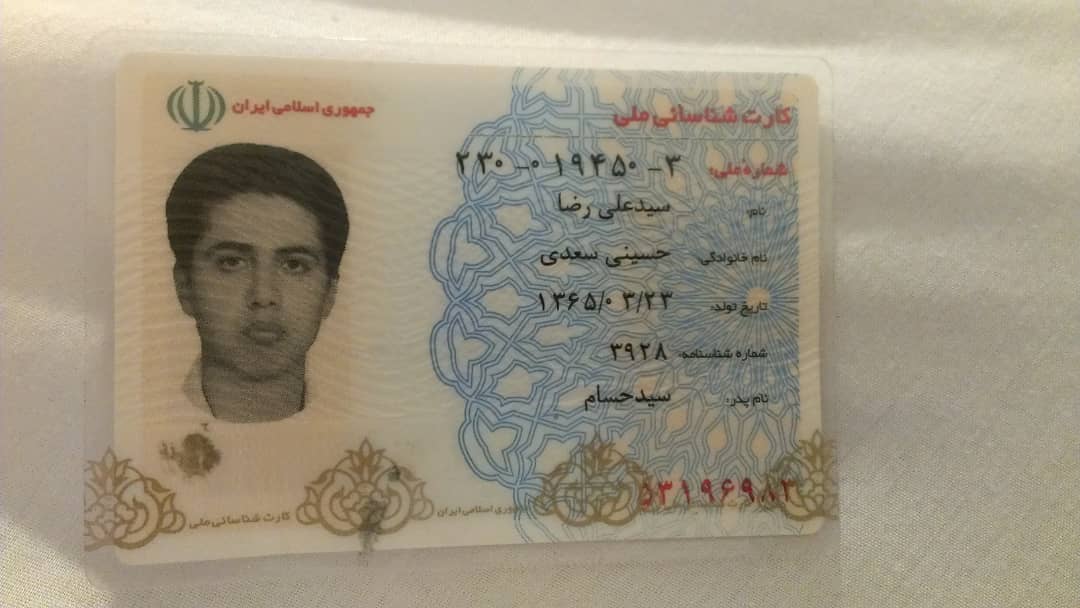 جمهوری اسلامی ایران
کارت شناسائی ملی
شماره ملی: ۲۳۰-۰۱۹۴۵۰-۳
نام: سیدعلی رضا
نام خانوادگی: حسینی سعدی
تاریخ تولد: ۱۳۶۵/۰۳/۲۳
شماره شناسنامه: ۳۹۲۸
نام پدر: سیدحسام
۵۳۱۹۶۹۸۲
کارت شناسائی ملی
جمهوری اسلامی ایران